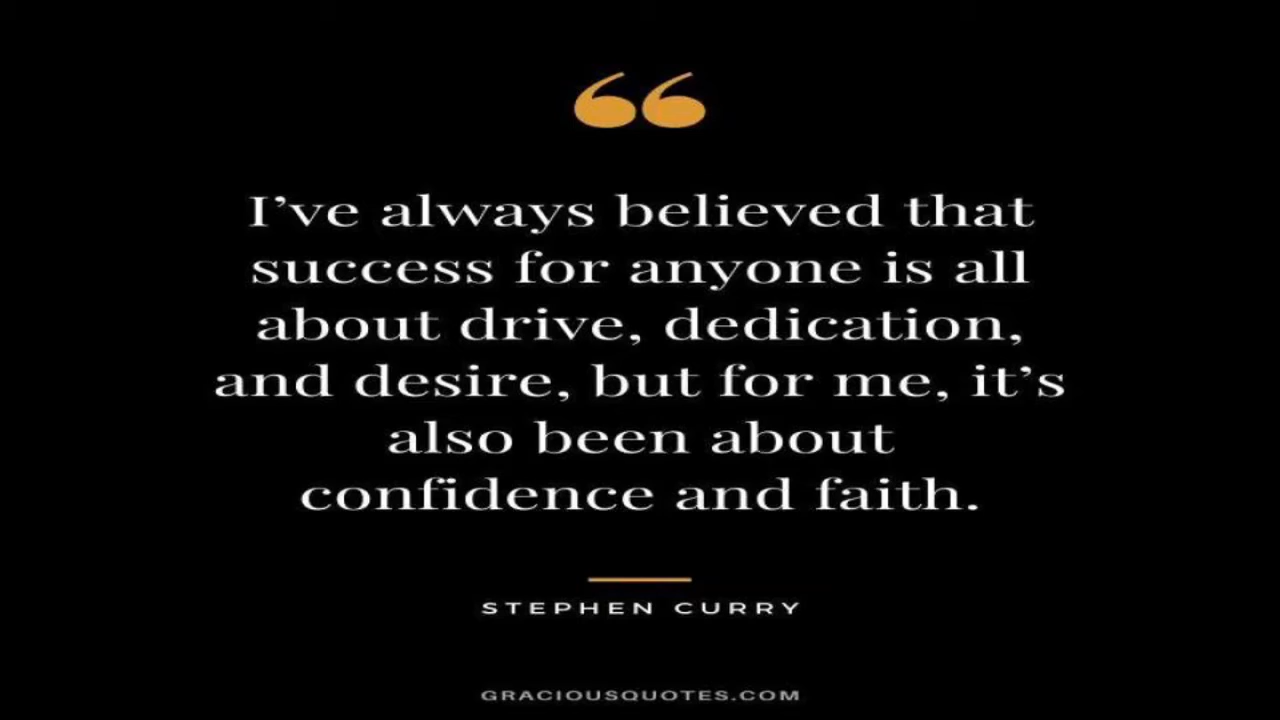 I’ve always believed that
success for anyone is all
about drive, dedication,
and desire, but for me, it’s
also been about
confidence and faith.
STEPHEN CURRY
GRACIOUSQUOTES.COM